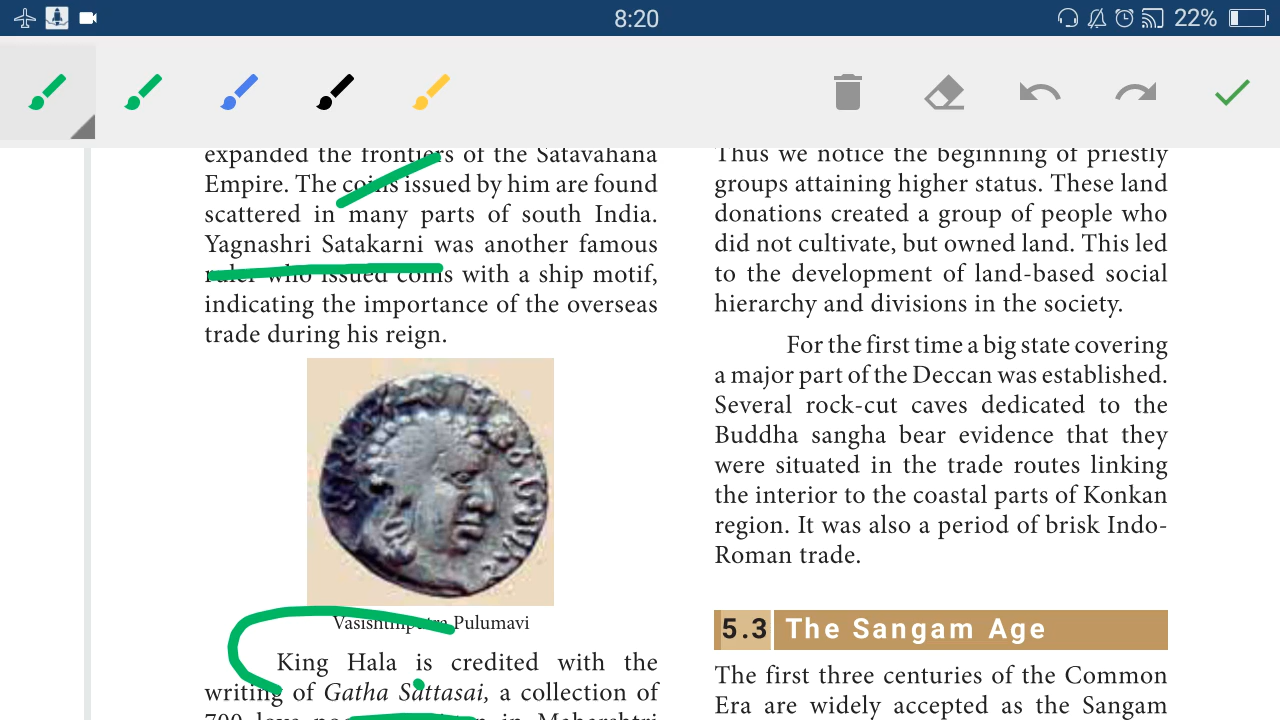 8:20
22%
expanded the frontiers of the Satavahana
Empire. The coins issued by him are found
scattered in many parts of south India.
Yagnashri Satakarni was another famous
ruler who issued coins with a ship motif,
indicating the importance of the overseas
trade during his reign.
Vasishthputra Pulumavi
King Hala is credited with the
writing of Gatha Sattasai, a collection of
700 love in Maharshtri
Thus we notice the beginning of priestly
groups attaining higher status. These land
donations created a group of people who
did not cultivate, but owned land. This led
to the development of land-based social
hierarchy and divisions in the society.
For the first time a big state covering
a major part of the Deccan was established.
Several rock-cut caves dedicated to the
Buddha sangha bear evidence that they
were situated in the trade routes linking
the interior to the coastal parts of Konkan
region. It was also a period of brisk Indo-
Roman trade.
5.3 The Sangam Age
The first three centuries of the Common
Era are widely accepted as the Sangam